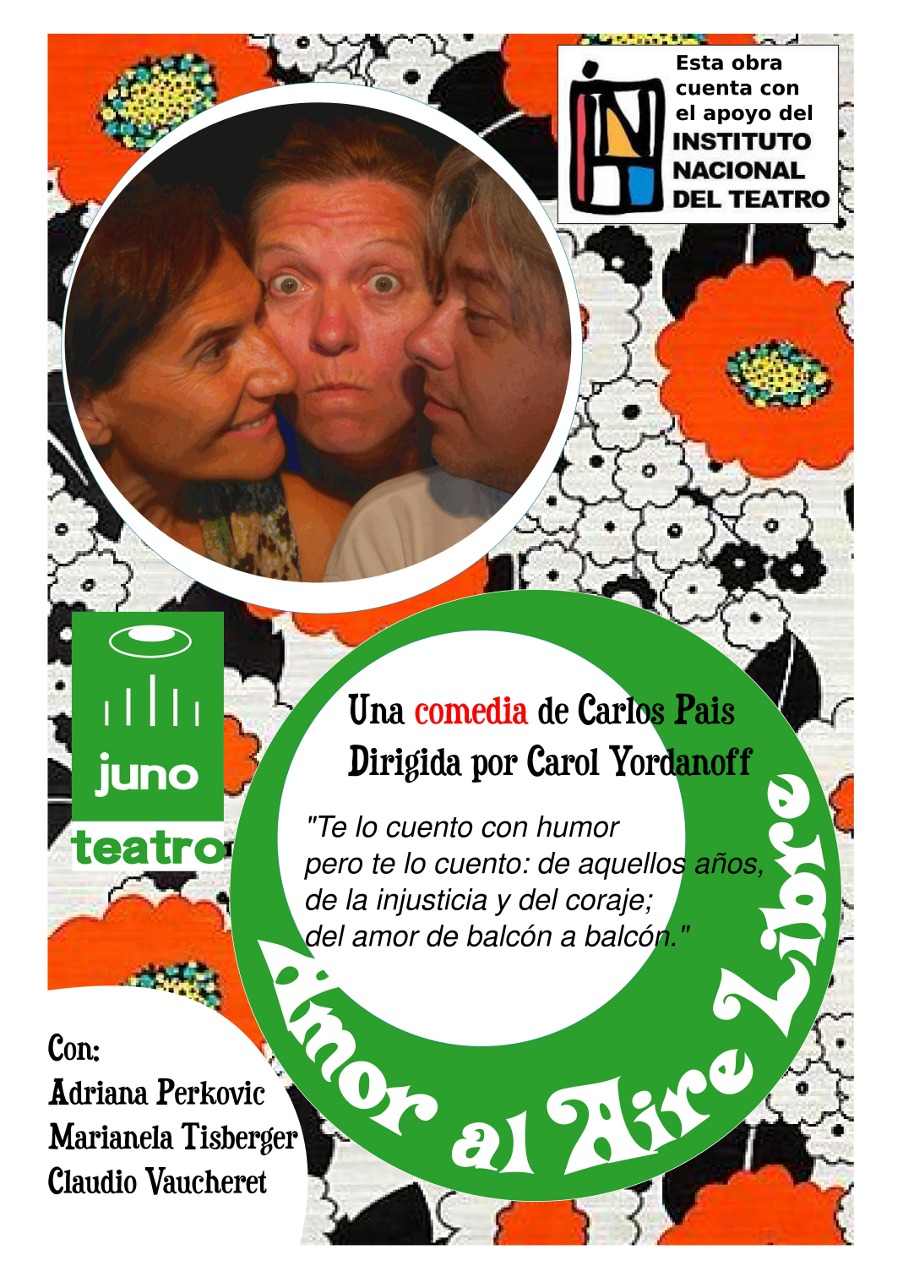 Esta obra
cuenta con
el apoyo del
INSTITUTO
NACIONAL
DEL TEATRO
Una comedia de Carlos Pais
Dirigida por Carol Yordanoff
"Te lo cuento con humor
pero te lo cuento: de aquellos años,
de la injusticia y del coraje;
del amor de balcón a balcón."
juno
teatro
Amor al Aire Libre
Con:
Adriana Perkovic
Marianela Tisberger
Claudio Vaucheret